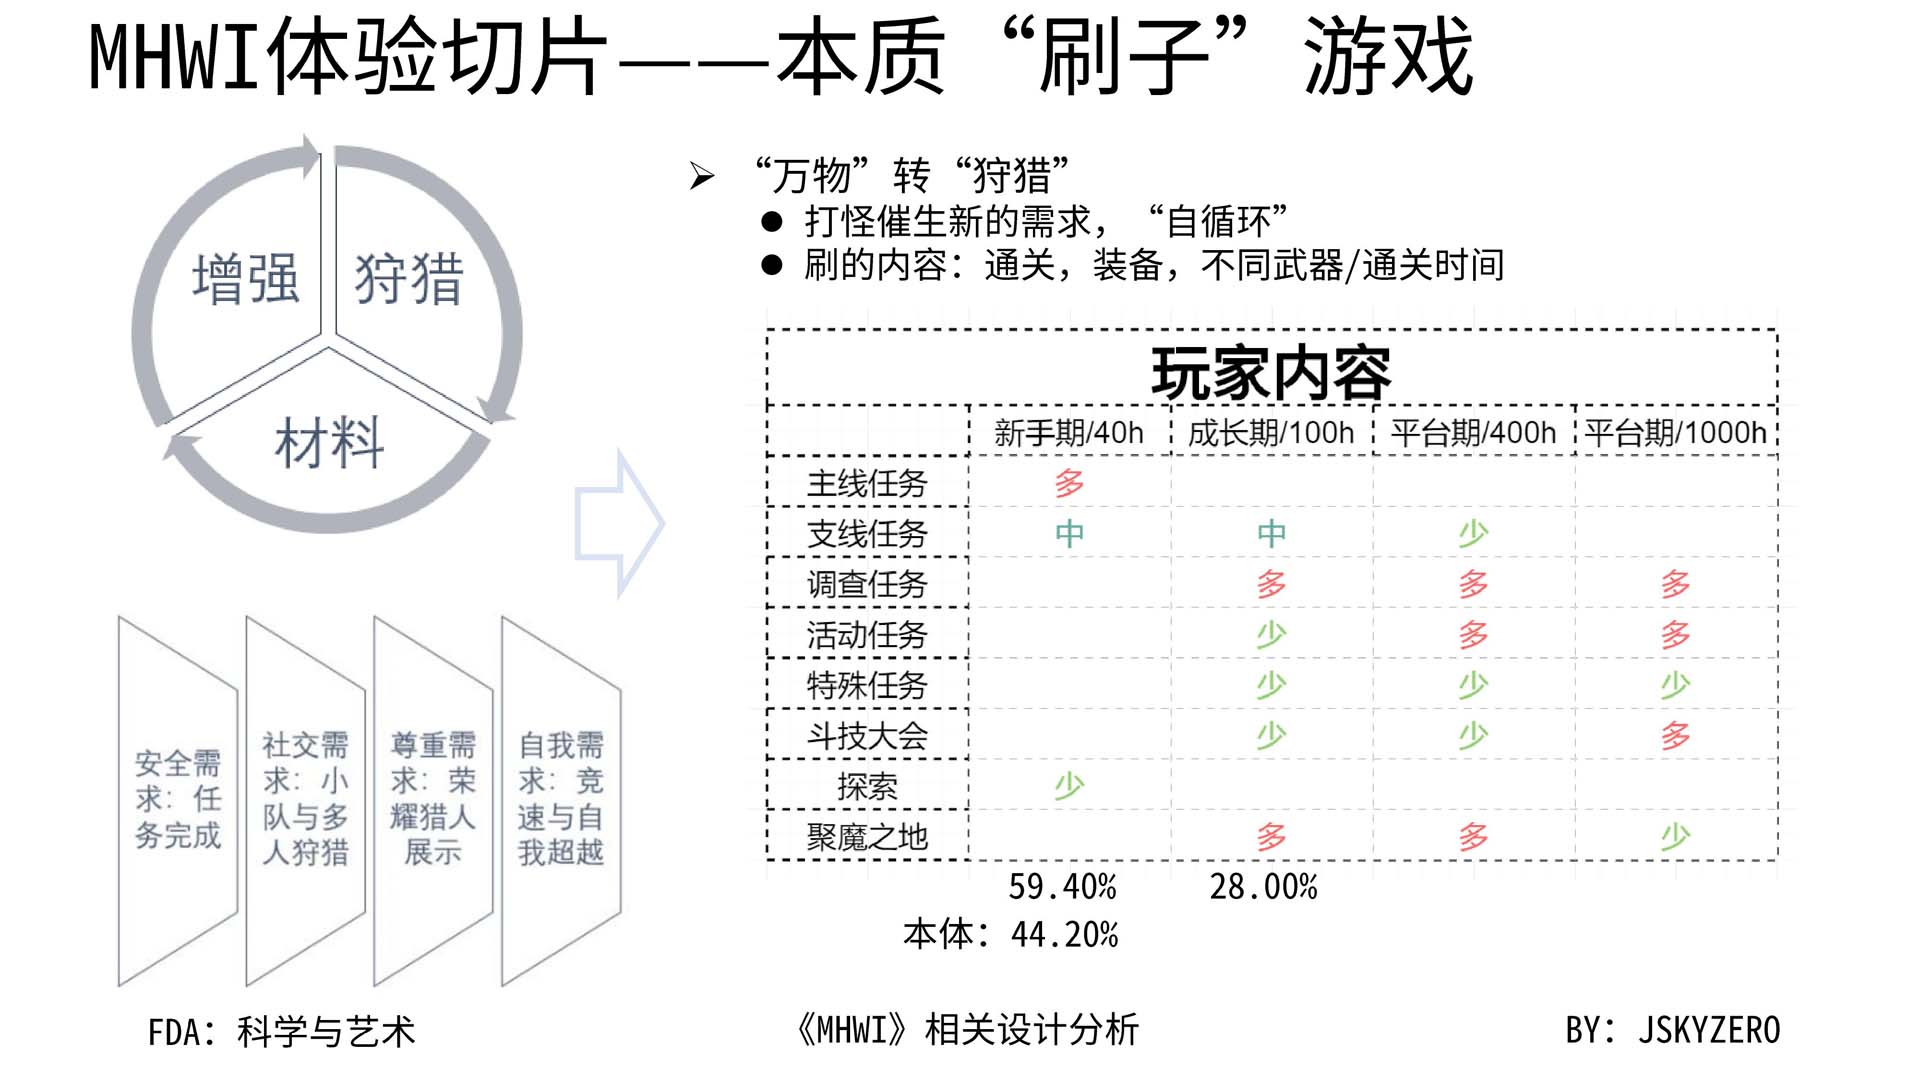 MHWI体验切片——本质“刷子”游戏
增强
狩猎
材料
“万物”转“狩猎”
打怪催生新的需求，“自循环”
刷的内容：通关，装备，不同武器/通关时间
玩家内容
新手期/40h 成长期/100h 平台期/400h 平台期/1000h
主线任务 多
支线任务 中 中 少
调查任务 多 多 多
活动任务 少 多 多
特殊任务 少 少 少
斗技大会 少 少 多
探索 少
聚魔之地 多 多 少
59.40% 28.00%
本体：44.20%
安全需
求：任
务完成
社交需
求：小
队与多
人狩猎
尊重需
求：荣
耀猎人
展示
自我需
求：竞
速与自
我超越
FDA：科学与艺术
《MHWI》相关设计分析
BY：JSKYZERO